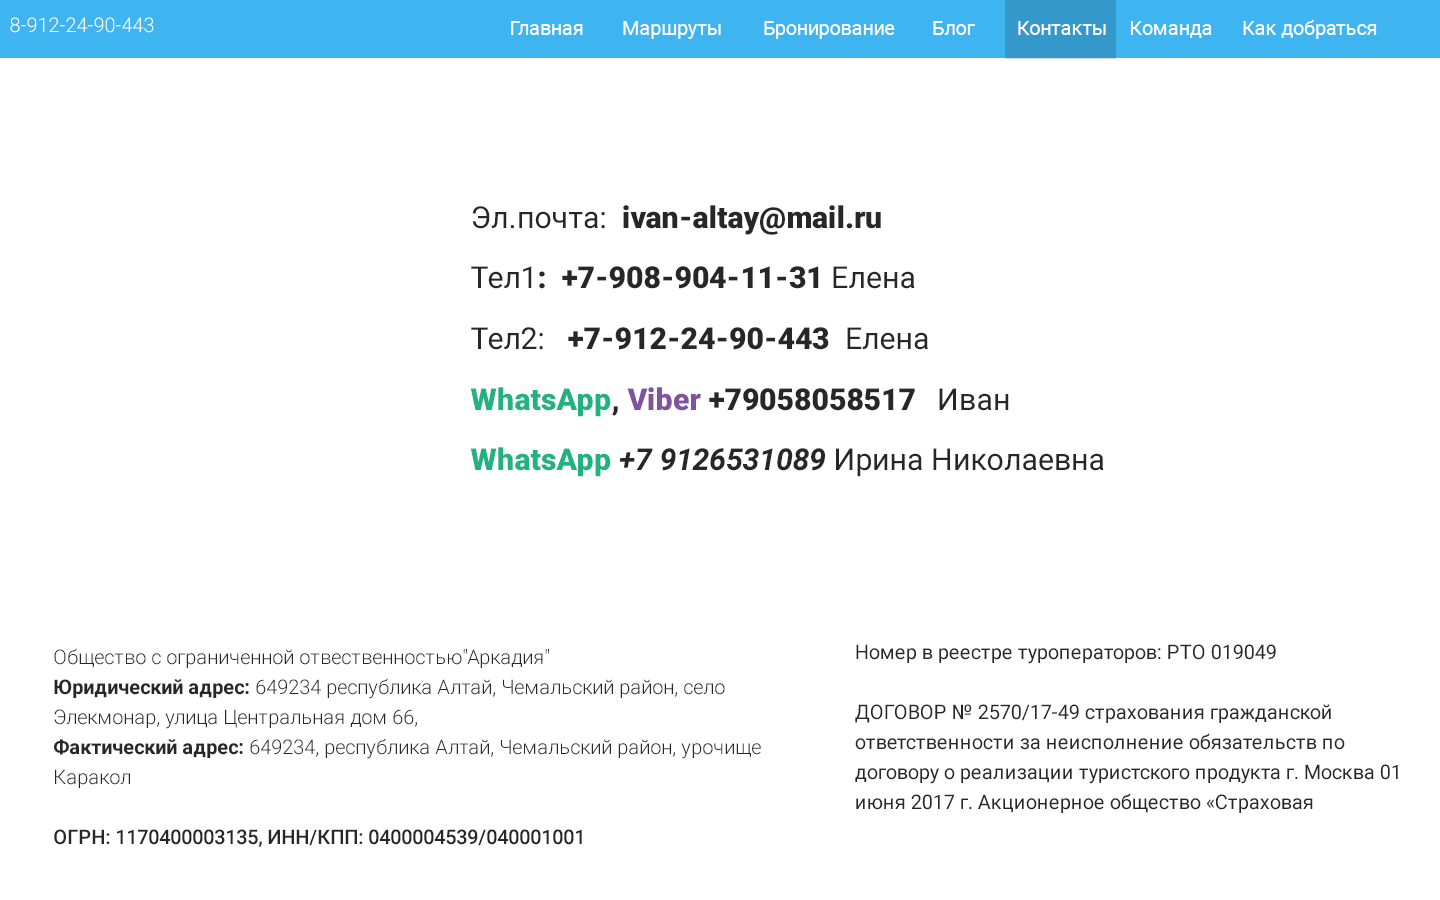 8-912-24-90-443
Главная Маршруты Бронирование Блог Контакты Команда Как добраться
Эл.почта: ivan-altay@mail.ru
Тел1: +7-908-904-11-31 Елена
Тел2: +7-912-24-90-443 Елена
WhatsApp, Viber +79058058517 Иван
WhatsApp +7 9126531089 Ирина Николаевна
Общество с ограниченной отвественностью"Аркадия"
Юридический адрес: 649234 республика Алтай, Чемальский район, село
Элекмонар, улица Центральная дом 66,
Фактический адрес: 649234, республика Алтай, Чемальский район, урочище
Каракол
ОГРН: 1170400003135, ИНН/КПП: 0400004539/040001001
Номер в реестре туроператоров: РТО 019049
ДОГОВОР № 2570/17-49 страхования гражданской
ответственности за неисполнение обязательств по
договору о реализации туристского продукта г. Москва 01
июня 2017 г. Акционерное общество «Страховая